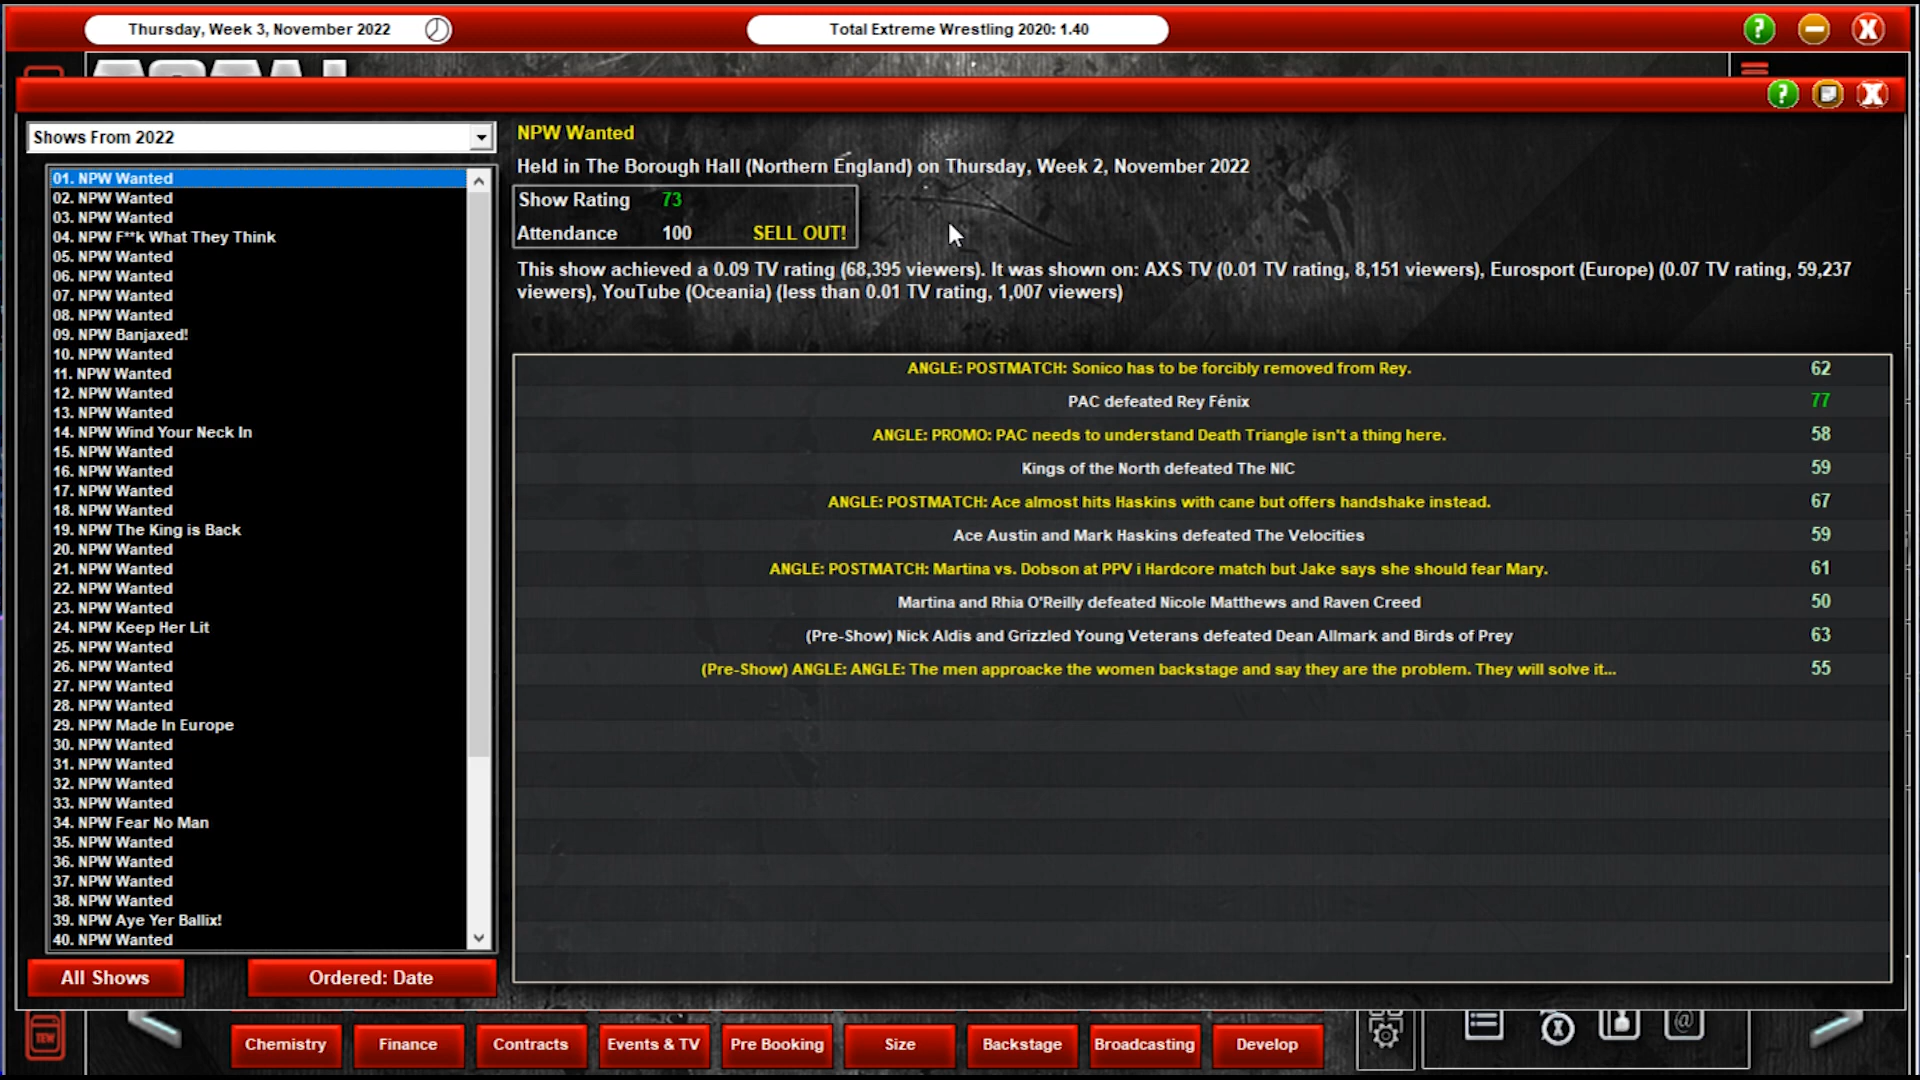 Thursday, Week 3, November 2022
Total Extreme Wrestling 2020: 1.40
Shows From 2022
01. NPW Wanted
02. NPW Wanted
03. NPW Wanted
04. NPW F**k What They Think
05. NPW Wanted
06. NPW Wanted
07. NPW Wanted
08. NPW Wanted
09. NPW Banjaxed!
10. NPW Wanted
11. NPW Wanted
12. NPW Wanted
13. NPW Wanted
14. NPW Wind Your Neck In
15. NPW Wanted
16. NPW Wanted
17. NPW Wanted
18. NPW Wanted
19. NPW The King is Back
20. NPW Wanted
21. NPW Wanted
22. NPW Wanted
23. NPW Wanted
24. NPW Keep Her Lit
25. NPW Wanted
26. NPW Wanted
27. NPW Wanted
28. NPW Wanted
29. NPW Made In Europe
30. NPW Wanted
31. NPW Wanted
32. NPW Wanted
33. NPW Wanted
34. NPW Fear No Man
35. NPW Wanted
36. NPW Wanted
37. NPW Wanted
38. NPW Wanted
39. NPW Aye Yer Ballix!
40. NPW Wanted
All Shows
Ordered: Date
NPW Wanted
Held in The Borough Hall (Northern England) on Thursday, Week 2, November 2022
Show Rating 73
Attendance 100 SELL OUT!
This show achieved a 0.09 TV rating (68,395 viewers). It was shown on: AXS TV (0.01 TV rating, 8,151 viewers), Eurosport (Europe) (0.07 TV rating, 59,237
viewers), YouTube (Oceania) (less than 0.01 TV rating, 1,007 viewers)
ANGLE: POSTMATCH: Sonico has to be forcibly removed from Rey. 62
PAC defeated Rey Fénix 77
ANGLE: PROMO: PAC needs to understand Death Triangle isn't a thing here. 58
Kings of the North defeated The NIC 59
ANGLE: POSTMATCH: Ace almost hits Haskins with cane but offers handshake instead. 67
Ace Austin and Mark Haskins defeated The Velocities 59
ANGLE: POSTMATCH: Martina vs. Dobson at PPV i Hardcore match but Jake says she should fear Mary. 61
Martina and Rhia O'Reilly defeated Nicole Matthews and Raven Creed 50
(Pre-Show) Nick Aldis and Grizzled Young Veterans defeated Dean Allmark and Birds of Prey 63
(Pre-Show) ANGLE: ANGLE: The men approacke the women backstage and say they are the problem. They will solve it... 55
TEW
Chemistry
Finance
Contracts
Events & TV
Pre Booking
Size
Backstage
Broadcasting
Develop